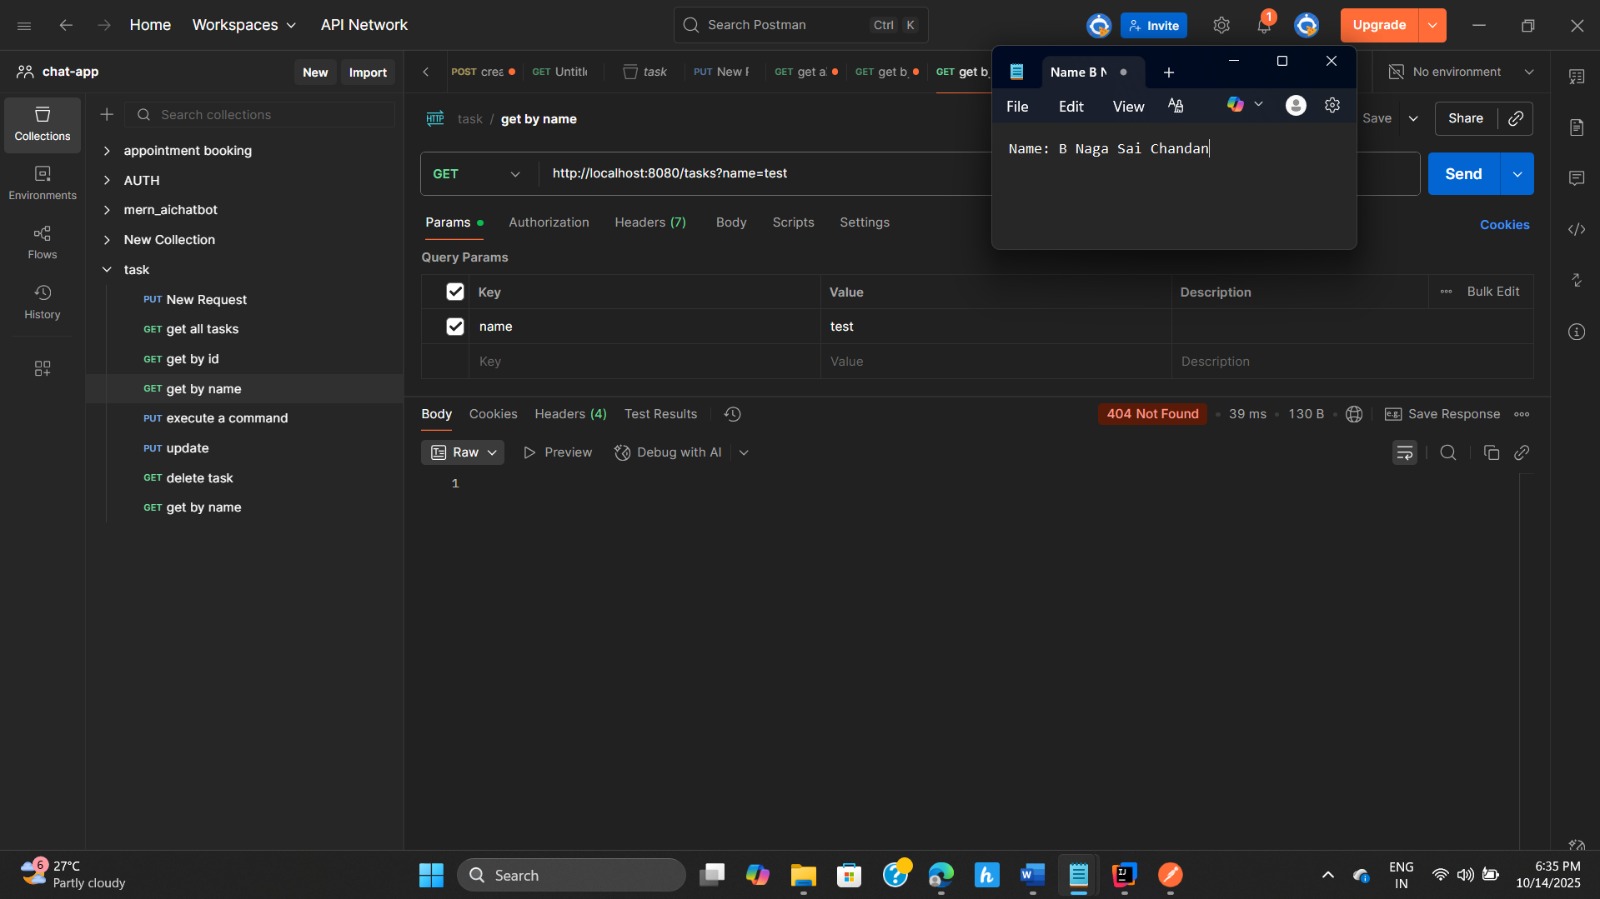 Home Workspaces API Network Search Postman Ctrl K Invite 1 Upgrade
chat-app New Import
POST crea GET Untitl task PUT New F GET get a GET get b GET get b No environment
Name B N
File Edit View
Name: B Naga Sai Chandan
Collections
Environments
Flows
History
Search collections
appointment booking
AUTH
mern_aichatbot
New Collection
task
PUT New Request
GET get all tasks
GET get by id
GET get by name
PUT execute a command
PUT update
GET delete task
GET get by name
HTTP task / get by name Save Share
GET http://localhost:8080/tasks?name=test Send
Params Authorization Headers (7) Body Scripts Settings Cookies
Query Params
Key Value Description Bulk Edit
name test
Key Value Description
Body Cookies Headers (4) Test Results 404 Not Found 39 ms 130 B e.g. Save Response
Raw Preview Debug with AI
1
6 27°C
Partly cloudy
Search
ENG
IN
6:35 PM
10/14/2025